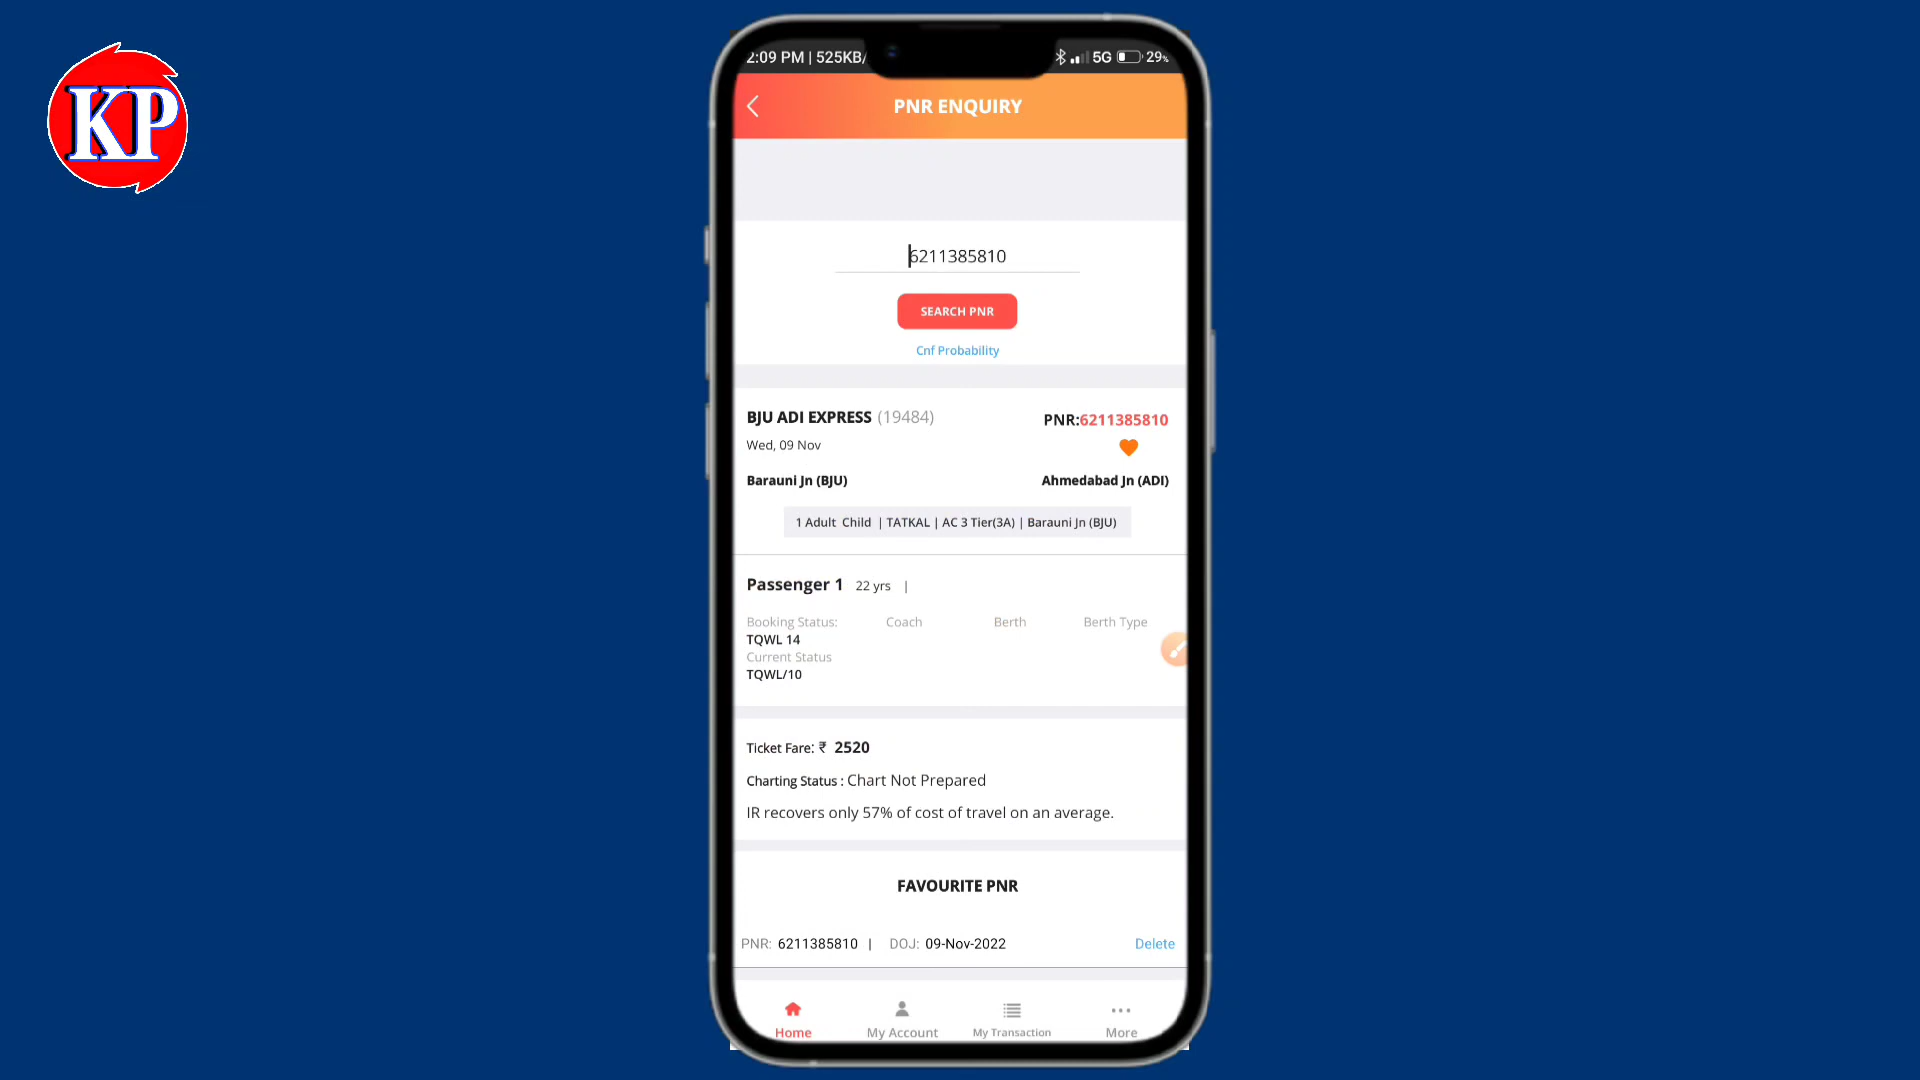 KP
2:09 PM | 525KB/
5G 29%
PNR ENQUIRY
6211385810
SEARCH PNR
Cnf Probability
BJU ADI EXPRESS (19484)
PNR:6211385810
Wed, 09 Nov
Barauni Jn (BJU)
Ahmedabad Jn (ADI)
1 Adult Child | TATKAL | AC 3 Tier(3A) | Barauni Jn (BJU)
Passenger 1 22 yrs |
Booking Status: Coach Berth Berth Type
TQWL 14
Current Status
TQWL/10
Ticket Fare: ₹ 2520
Charting Status : Chart Not Prepared
IR recovers only 57% of cost of travel on an average.
FAVOURITE PNR
PNR: 6211385810 | DOJ: 09-Nov-2022 Delete
Home My Account My Transaction More